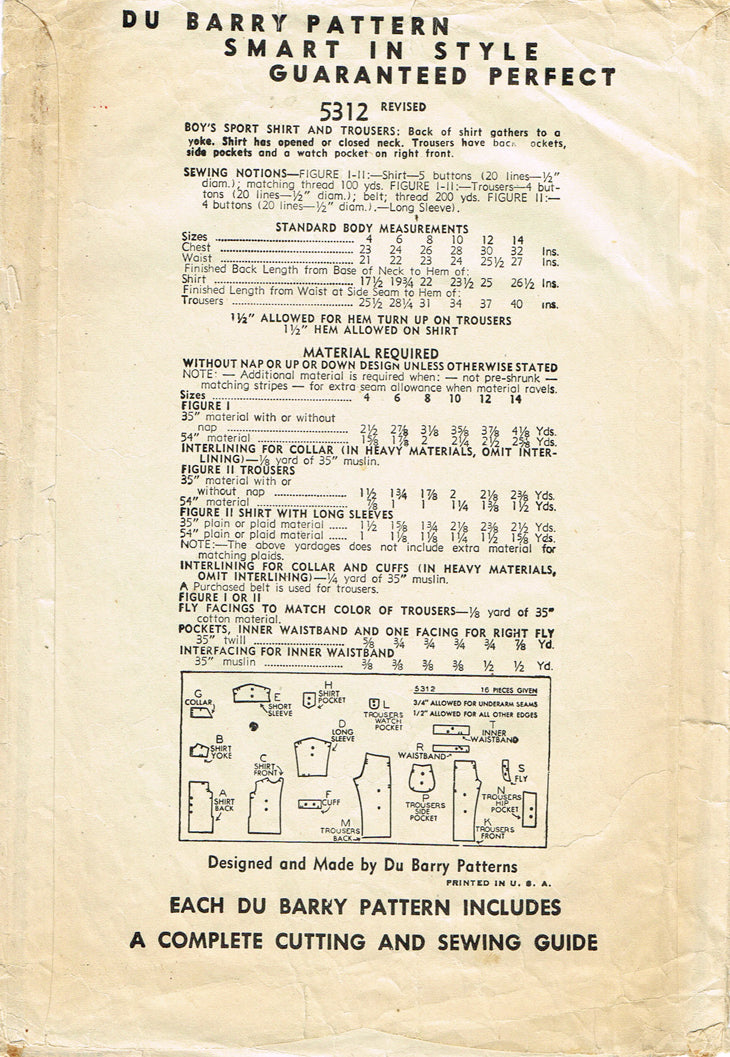 DU BARRY PATTERN
SMART IN STYLE
GUARANTEED PERFECT
5312 REVISED
BOY'S SPORT SHIRT AND TROUSERS: Back of shirt gathers to a
yoke. Shirt has opened or closed neck. Trousers have back ockets,
side pockets and a watch pocket on right front.
SEWING NOTIONS—FIGURE I-II:—Shirt—5 buttons (20 lines—½"
diam.); matching thread 100 yds. FIGURE I-II:—Trousers—4 but-
tons (20 lines—½" diam.); belt; thread 200 yds. FIGURE II:—
4 buttons (20 lines—½" diam.).—Long Sleeve).
STANDARD BODY MEASUREMENTS
Sizes 4 6 8 10 12 14
Chest 23 24 26 28 30 32 Ins.
Waist 21 22 23 24 25½ 27 Ins.
Finished Back Length from Base of Neck to Hem of:
Shirt 17½ 19¾ 22 23½ 25 26½ Ins.
Finished Length from Waist at Side Seam to Hem of:
Trousers 25½ 28¼ 31 34 37 40 ins.
1½" ALLOWED FOR HEM TURN UP ON TROUSERS
1½" HEM ALLOWED ON SHIRT
MATERIAL REQUIRED
WITHOUT NAP OR UP OR DOWN DESIGN UNLESS OTHERWISE STATED
NOTE: — Additional material is required when: — not pre-shrunk —
matching stripes — for extra seam allowance when material ravels.
Sizes 4 6 8 10 12 14
FIGURE I
35" material with or without
nap 2½ 2⅞ 3⅛ 3⅜ 3⅞ 4⅛ Yds.
54" material 1⅝ 1⅞ 2 2¼ 2½ 2⅝ Yds.
INTERLINING FOR COLLAR (IN HEAVY MATERIALS, OMIT INTER-
LINING)—⅛ yard of 35" muslin.
FIGURE II TROUSERS
35" material with or
without nap 1½ 1¾ 1⅞ 2 2⅛ 2⅜ Yds.
54" material ⅞ 1 1 1¼ 1⅜ 1½ Yds.
FIGURE II SHIRT WITH LONG SLEEVES
35" plain or plaid material 1½ 1⅝ 1¾ 2⅛ 2⅜ 2½ Yds.
54" plain or plaid material 1 1⅛ 1⅛ 1¼ 1½ 1⅝ Yds.
NOTE:—The above yardages does not include extra material for
matching plaids.
INTERLINING FOR COLLAR AND CUFFS (IN HEAVY MATERIALS,
OMIT INTERLINING)—¼ yard of 35" muslin.
A Purchased belt is used for trousers.
FIGURE I OR II
FLY FACINGS TO MATCH COLOR OF TROUSERS—⅛ yard of 35"
cotton material.
POCKETS, INNER WAISTBAND AND ONE FACING FOR RIGHT FLY
35" twill ⅝ ¾ ¾ ¾ ¾ ⅞ Yd.
INTERFACING FOR INNER WAISTBAND
35" muslin ⅜ ⅜ ⅜ ⅜ ½ ½ Yd.
5312 16 PIECES GIVEN
3/4" ALLOWED FOR UNDERARM SEAMS
1/2" ALLOWED FOR ALL OTHER EDGES
G COLLAR
E SHORT SLEEVE
H SHIRT POCKET
L TROUSERS WATCH POCKET
T INNER WAISTBAND
B SHIRT YOKE
D LONG SLEEVE
R WAISTBAND
C SHIRT FRONT
S FLY
A SHIRT BACK
F CUFF
P TROUSERS SIDE POCKET
N TROUSERS HIP POCKET
M TROUSERS BACK
K TROUSERS FRONT
Designed and Made by Du Barry Patterns
PRINTED IN U. S. A.
EACH DU BARRY PATTERN INCLUDES
A COMPLETE CUTTING AND SEWING GUIDE